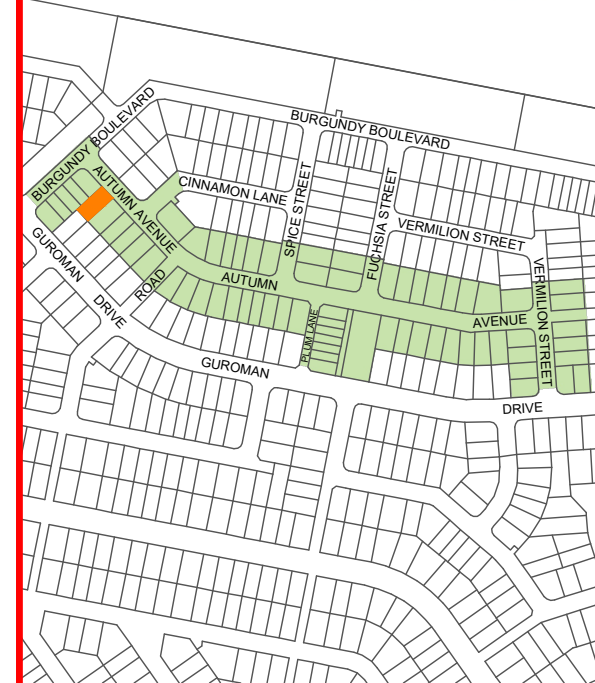 BURGUNDY BOULEVARD
BURGUNDY BOULEVARD
AUTUMN AVENUE
CINNAMON LANE
SPICE STREET
FUCHSIA STREET
VERMILION STREET
GUROMAN
DRIVE
ROAD
AUTUMN
AVENUE
VERMILION STREET
PLUM LANE
GUROMAN
DRIVE